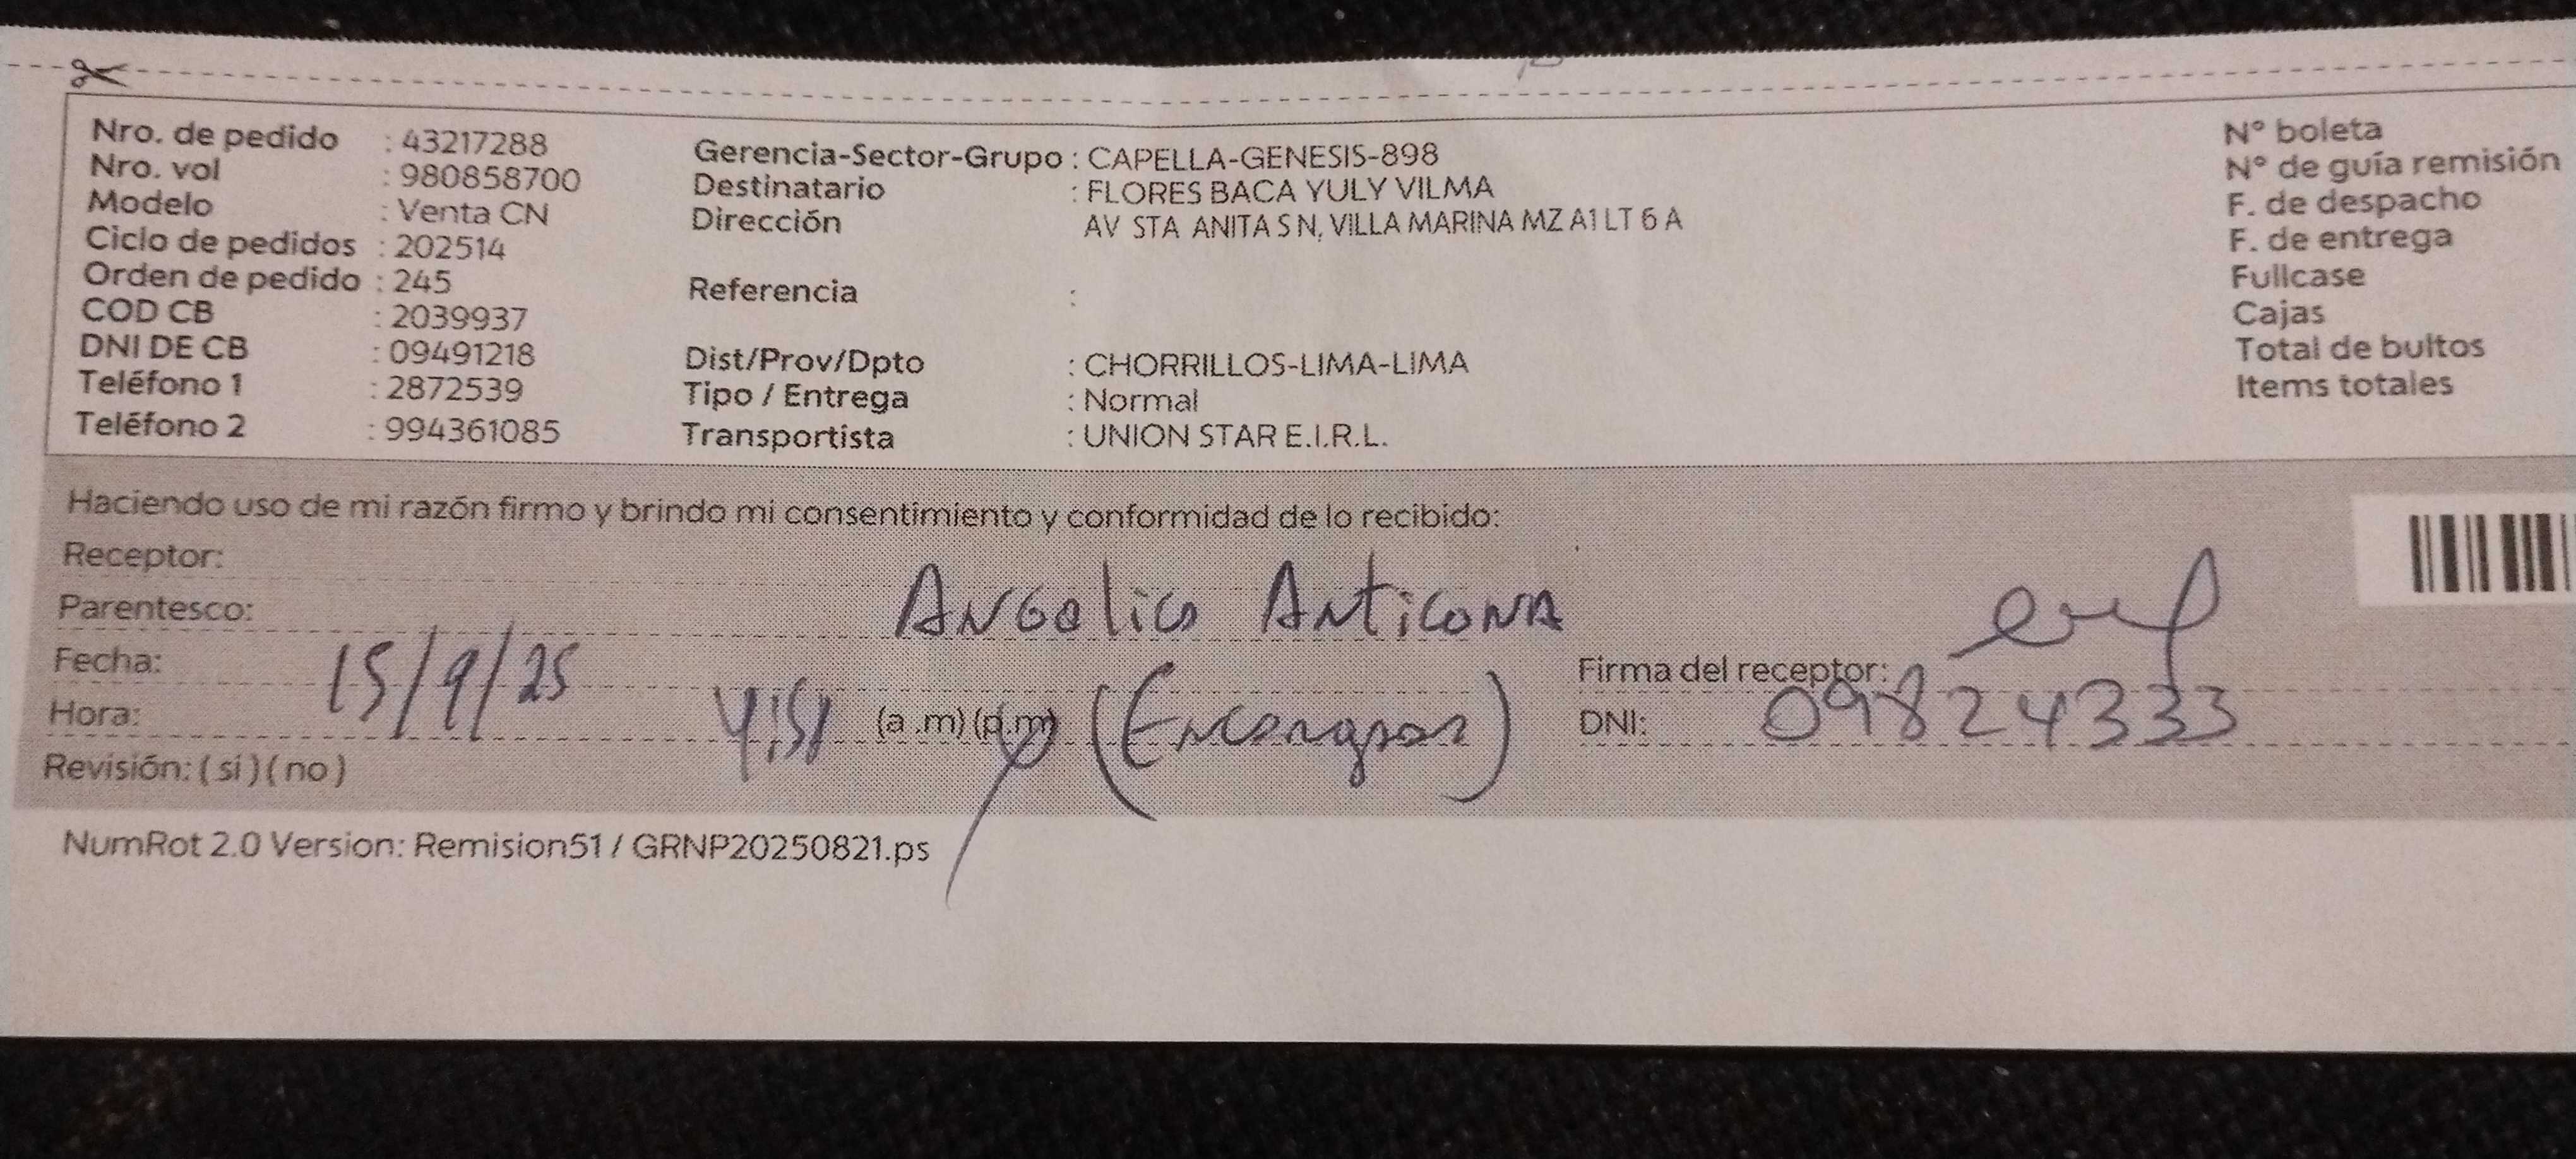 Nro. de pedido : 43217288
Nro. vol : 980858700
Modelo : Venta CN
Ciclo de pedidos : 202514
Orden de pedido : 245
COD CB : 2039937
DNI DE CB : 09491218
Teléfono 1 : 2872539
Teléfono 2 : 994361085
Gerencia-Sector-Grupo : CAPELLA-GENESIS-898
Destinatario : FLORES BACA YULY VILMA
Dirección AV STA ANITA S N, VILLA MARINA MZ A1 LT 6 A
Referencia :
Dist/Prov/Dpto : CHORRILLOS-LIMA-LIMA
Tipo / Entrega : Normal
Transportista : UNION STAR E.I.R.L.
N° boleta
N° de guía remisión
F. de despacho
F. de entrega
Fullcase
Cajas
Total de bultos
Items totales
Haciendo uso de mi razón firmo y brindo mi consentimiento y conformidad de lo recibido:
Receptor:
Parentesco: Angelica Anticona
Fecha: 15/9/25
Firma del receptor:
Hora: 4:51 (a .m) (p.m)
DNI: 09824333
Revisión: ( si ) ( no )
NumRot 2.0 Version: Remision51 / GRNP20250821.ps